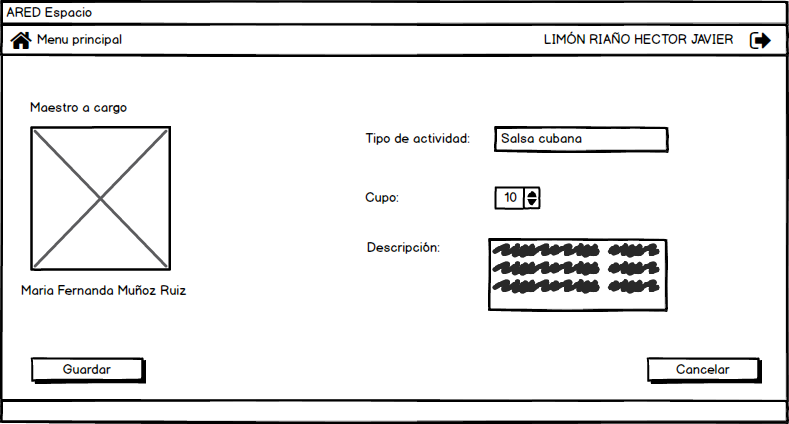 ARED Espacio
Menu principal
LIMÓN RIAÑO HECTOR JAVIER
Maestro a cargo
Maria Fernanda Muñoz Ruiz
Tipo de actividad:
Salsa cubana
Cupo:
10
Descripción:
Guardar
Cancelar